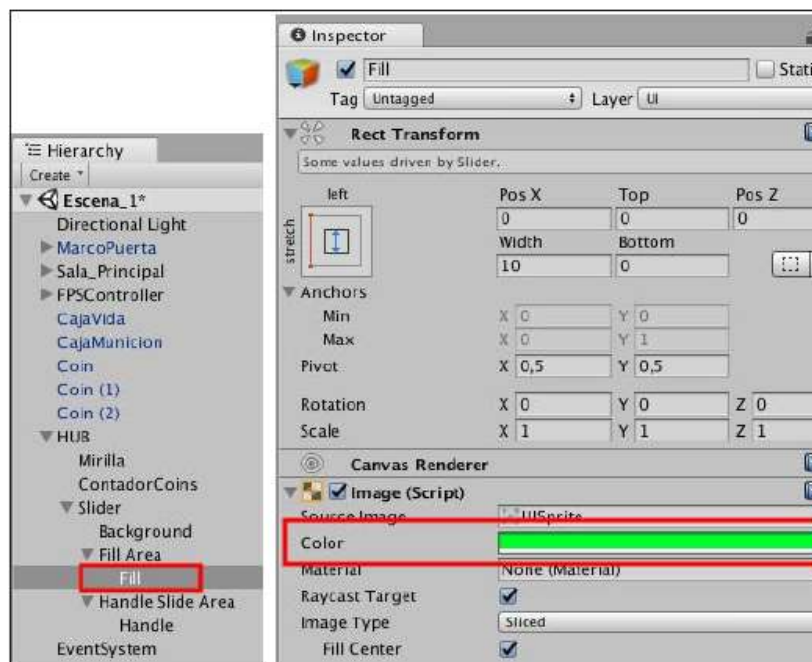 Hierarchy
Create
Escena_1*
Directional Light
MarcoPuerta
Sala_Principal
FPSController
CajaVida
CajaMunicion
Coin
Coin (1)
Coin (2)
HUB
Mirilla
ContadorCoins
Slider
Background
Fill Area
Fill
Handle Slide Area
Handle
EventSystem
Inspector
Fill Stati
Tag Untagged Layer UI
Rect Transform
Some values driven by Slider.
left Pos X Top Pos Z
stretch 0 0 0
Width Bottom
10 0
Anchors
Min X 0 Y 0
Max X 0 Y 1
Pivot X 0,5 Y 0,5
Rotation X 0 Y 0 Z 0
Scale X 1 Y 1 Z 1
Canvas Renderer
Image (Script)
Source Image UISprite
Color
Material None (Material)
Raycast Target
Image Type Sliced
Fill Center